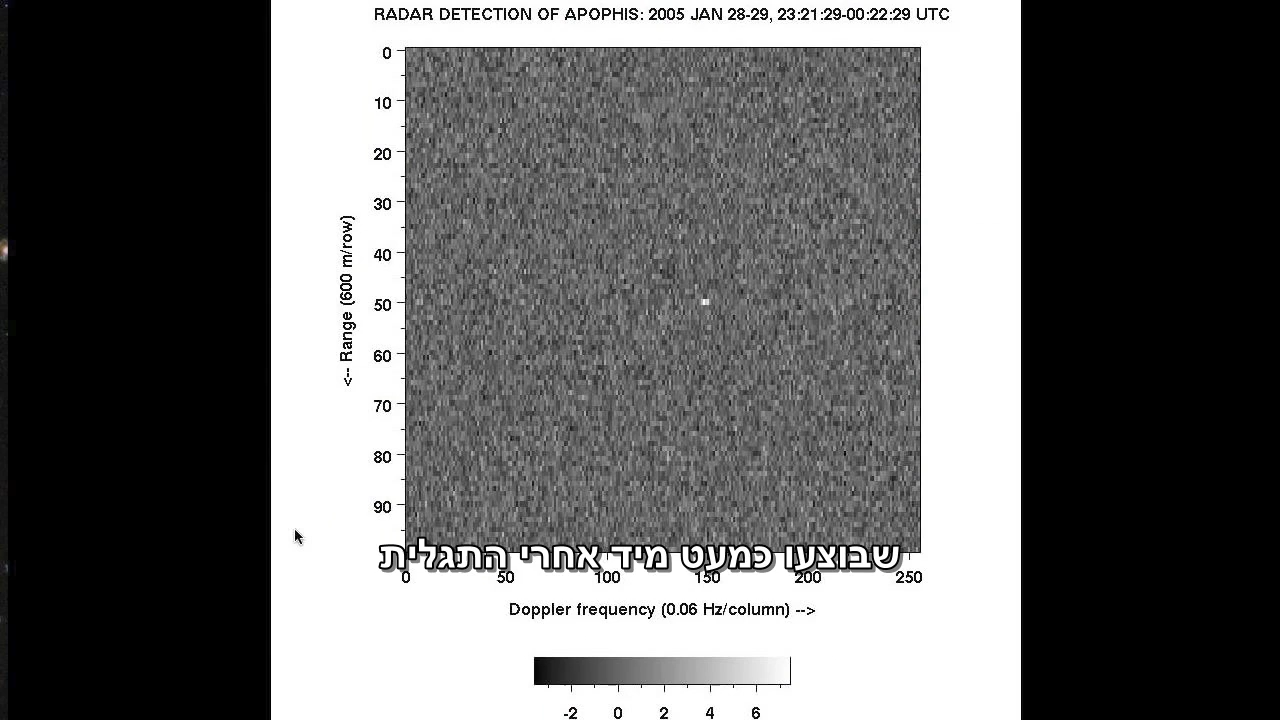 RADAR DETECTION OF APOPHIS: 2005 JAN 28-29, 23:21:29-00:22:29 UTC
0
10
20
30
40
50
60
70
80
90
<-- Range (600 m/row)
שבוצעו כמעט מיד אחרי התגלית
0 50 100 150 200 250
Doppler frequency (0.06 Hz/column) -->
-2 0 2 4 6